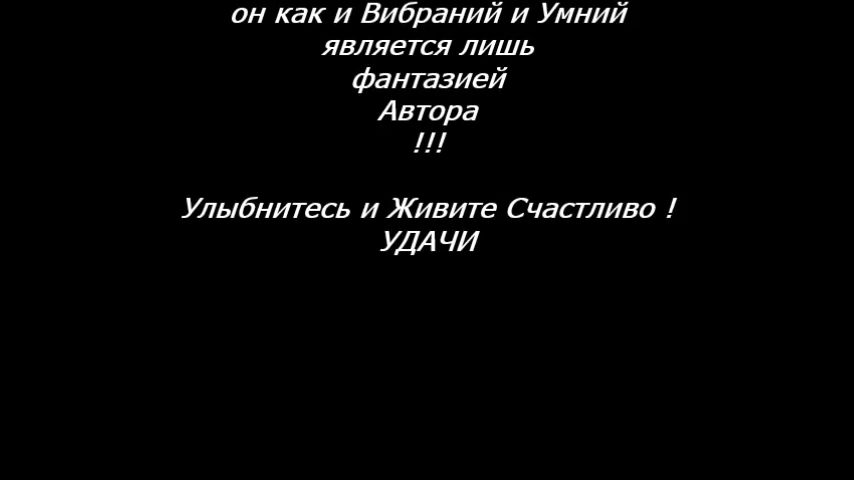 он как и Вибраний и Умний
является лишь
фантазией
Автора
!!!
Улыбнитесь и Живите Счастливо !
УДАЧИ